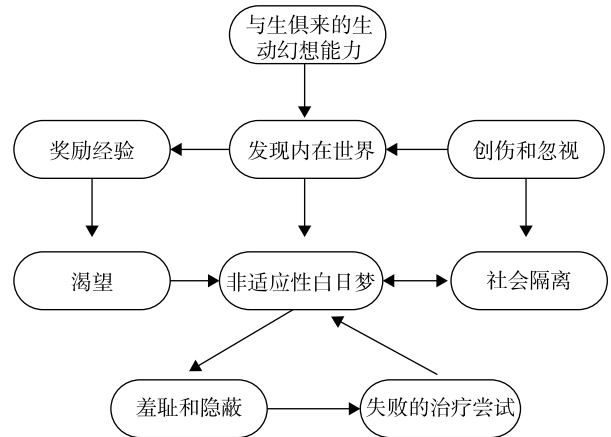 与生俱来的生
动幻想能力
奖励经验
发现内在世界
创伤和忽视
渴望
非适应性白日梦
社会隔离
羞耻和隐蔽
失败的治疗尝试